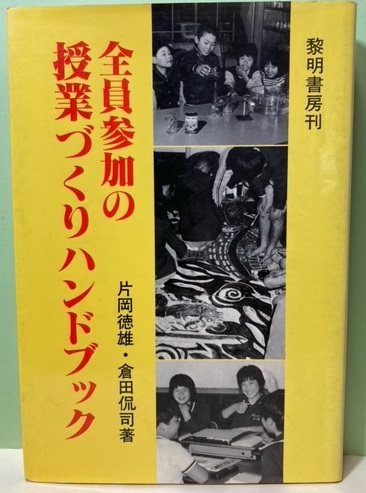 黎明書房刊
全員参加の
授業づくりハンドブック
片岡徳雄・倉田侃司著